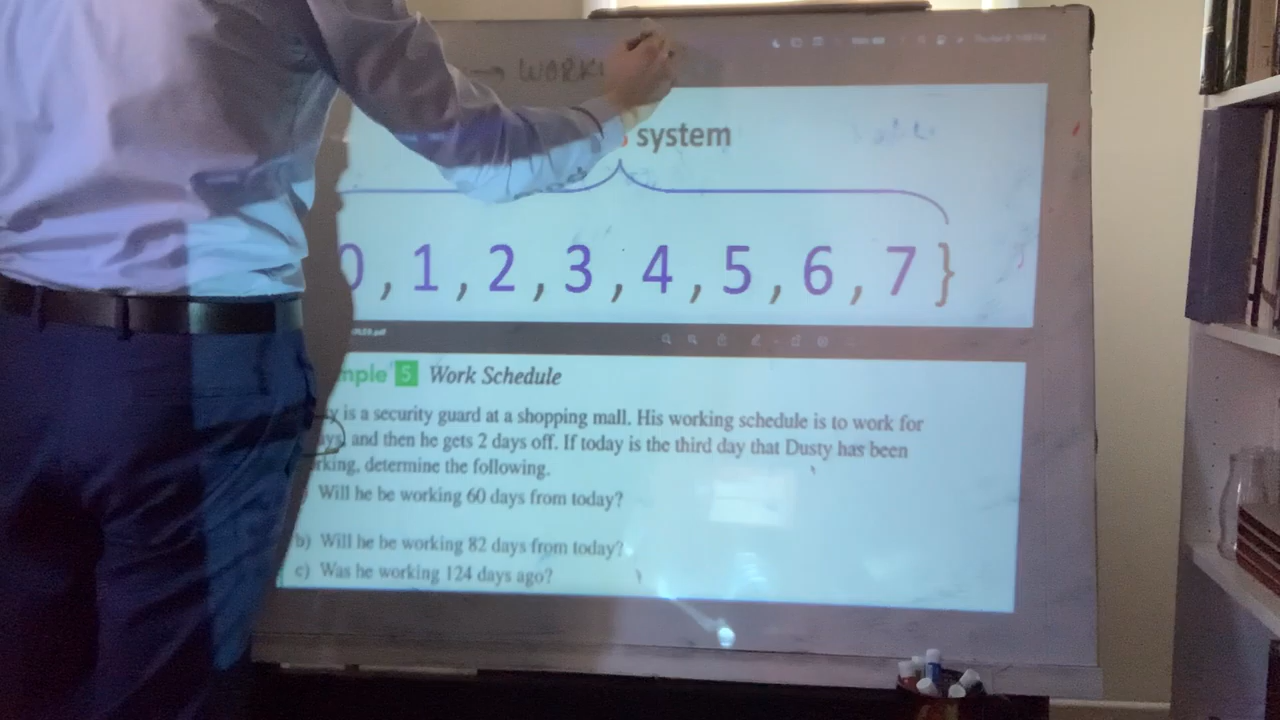 → WORK
system
0, 1, 2, 3, 4, 5, 6, 7 }
mple 5 Work Schedule
y is a security guard at a shopping mall. His working schedule is to work for
ays, and then he gets 2 days off. If today is the third day that Dusty has been
rking, determine the following.
Will he be working 60 days from today?
b) Will he be working 82 days from today?
c) Was he working 124 days ago?